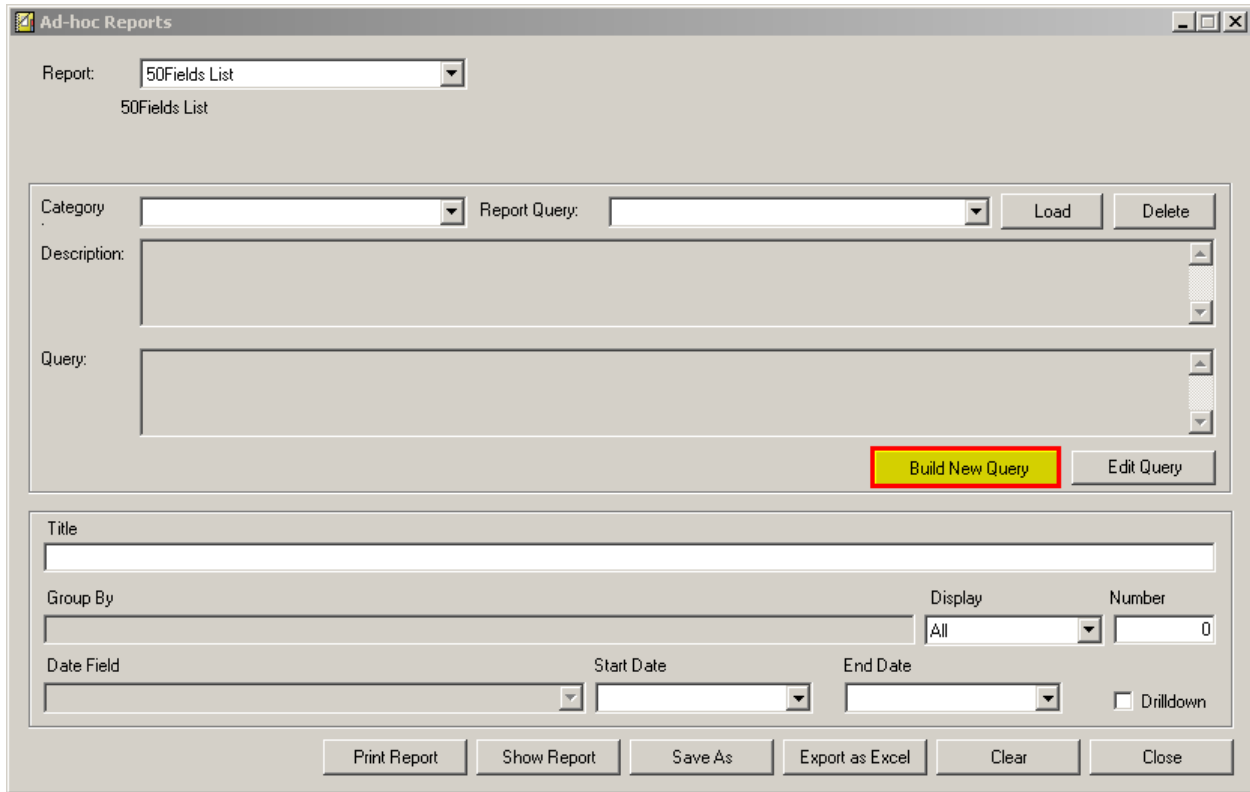 Ad-hoc Reports
Report: 50Fields List
50Fields List
Category : Report Query: Load Delete
Description:
Query:
Build New Query Edit Query
Title
Group By Display Number
All 0
Date Field Start Date End Date
Drilldown
Print Report Show Report Save As Export as Excel Clear Close